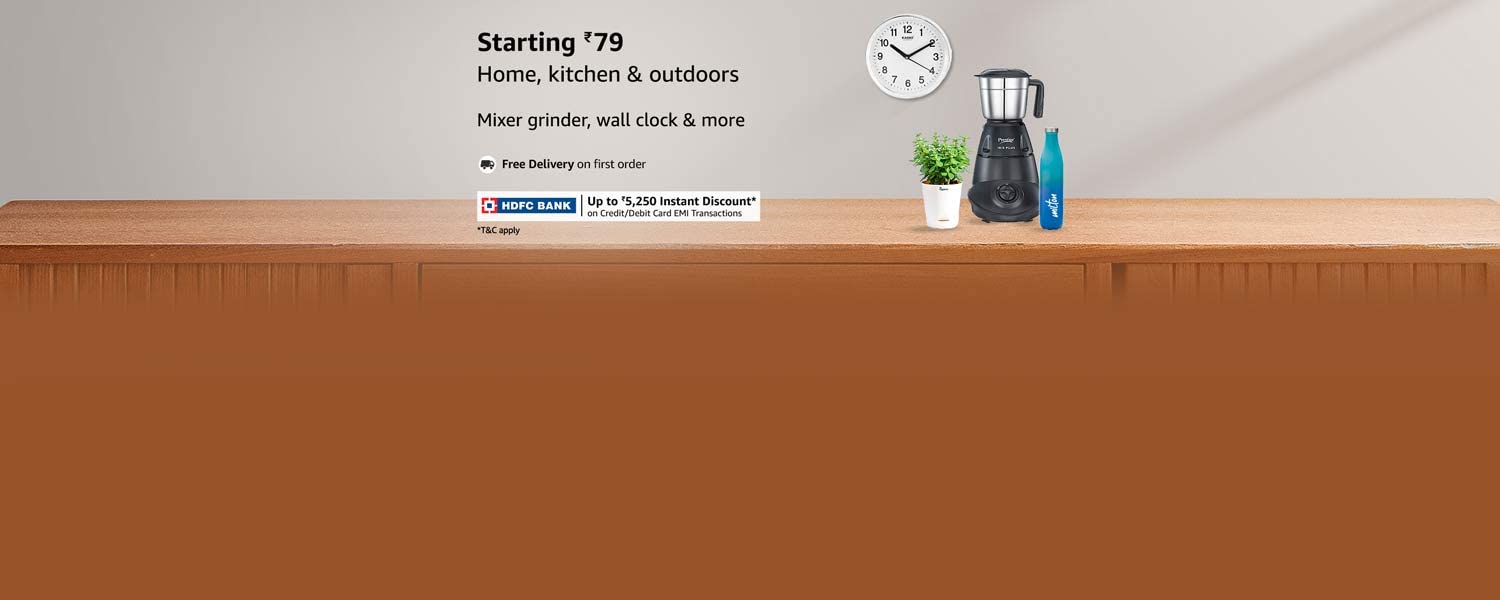 Starting ₹79
Home, kitchen & outdoors
Mixer grinder, wall clock & more
Free Delivery on first order
HDFC BANK
Up to ₹5,250 Instant Discount*
on Credit/Debit Card EMI Transactions
*T&C apply
11 12 1
10 2
9 3
8 4
7 6 5
Prestige
milton